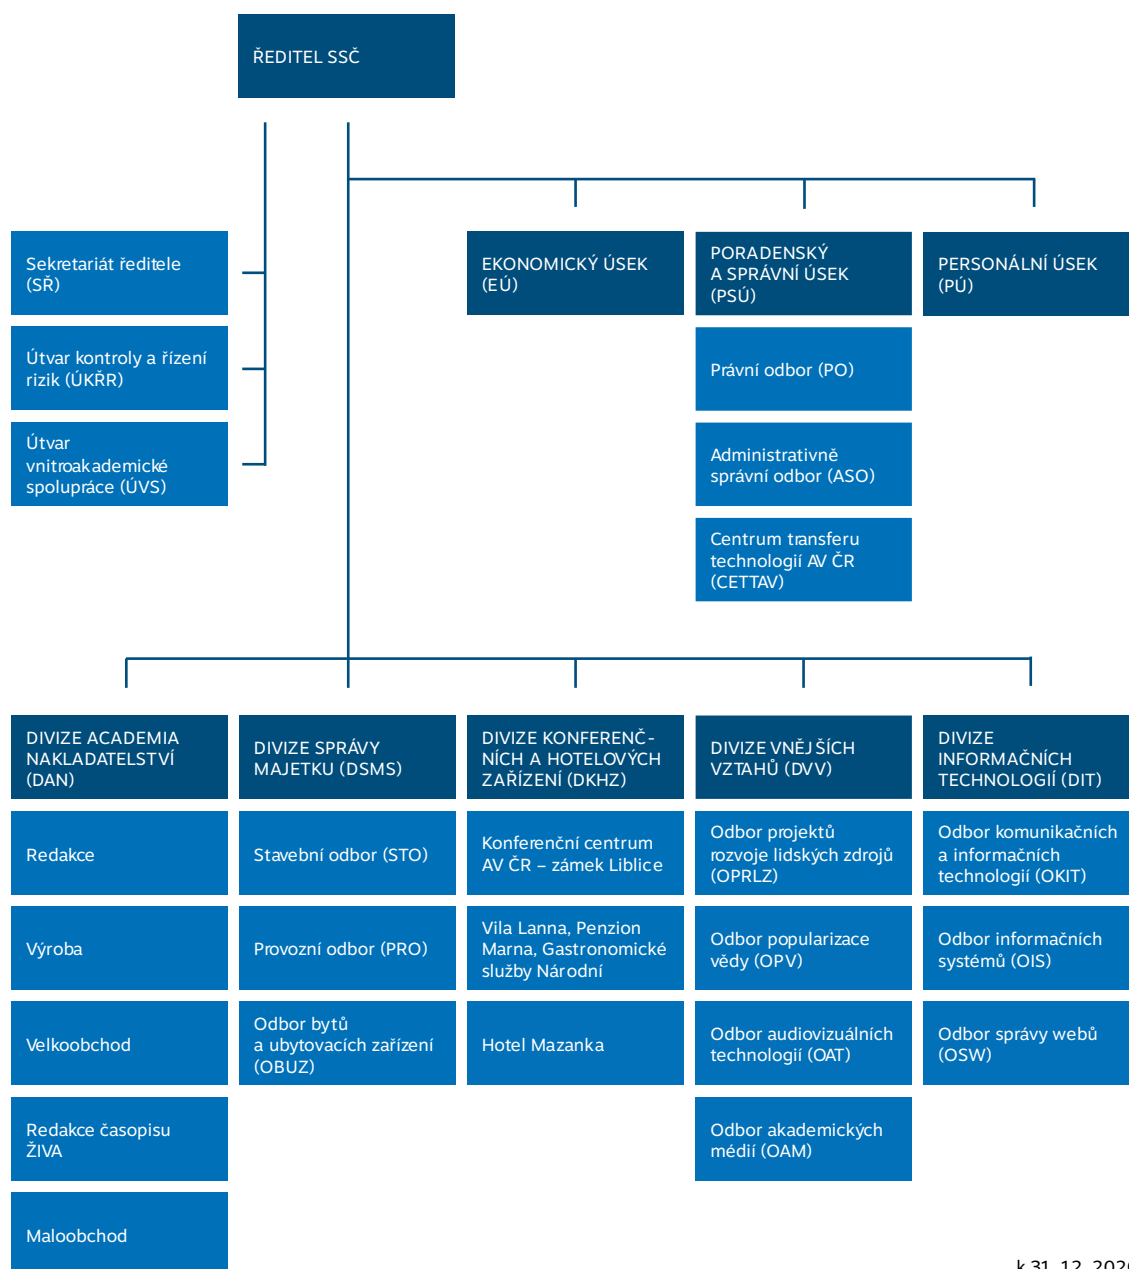 ŘEDITEL SSČ
Sekretariát ředitele
(SŘ)
Útvar kontroly a řízení
rizik (ÚKŘR)
Útvar
vnitroakademické
spolupráce (ÚVS)
EKONOMICKÝ ÚSEK
(EÚ)
PORADENSKÝ
A SPRÁVNÍ ÚSEK
(PSÚ)
Právní odbor (PO)
Administrativně
správní odbor (ASO)
Centrum transferu
technologií AV ČR
(CETTAV)
PERSONÁLNÍ ÚSEK
(PÚ)
DIVIZE ACADEMIA
NAKLADATELSTVÍ
(DAN)
Redakce
Výroba
Velkoobchod
Redakce časopisu
ŽIVA
Maloobchod
DIVIZE SPRÁVY
MAJETKU (DSMS)
Stavební odbor (STO)
Provozní odbor (PRO)
Odbor bytů
a ubytovacích zařízení
(OBUZ)
DIVIZE KONFERENČ-
NÍCH A HOTELOVÝCH
ZAŘÍZENÍ (DKHZ)
Konferenční centrum
AV ČR – zámek Liblice
Vila Lanna, Penzion
Marna, Gastronomické
služby Národní
Hotel Mazanka
DIVIZE VNĚJŠÍCH
VZTAHŮ (DVV)
Odbor projektů
rozvoje lidských zdrojů
(OPRLZ)
Odbor popularizace
vědy (OPV)
Odbor audiovizuálních
technologií (OAT)
Odbor akademických
médií (OAM)
DIVIZE
INFORMAČNÍCH
TECHNOLOGIÍ (DIT)
Odbor komunikačních
a informačních
technologií (OKIT)
Odbor informačních
systémů (OIS)
Odbor správy webů
(OSW)
k 31. 12.